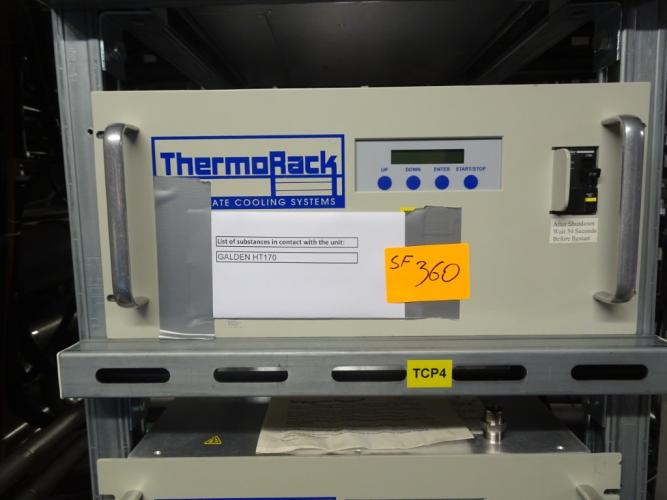 ThermoRack
ATE COOLING SYSTEMS
UP DOWN ENTER START/STOP
After Shutdown
Wait 30 Seconds
Before Restart
List of substances in contact with the unit:
GALDEN HT170
SF 360
TCP4